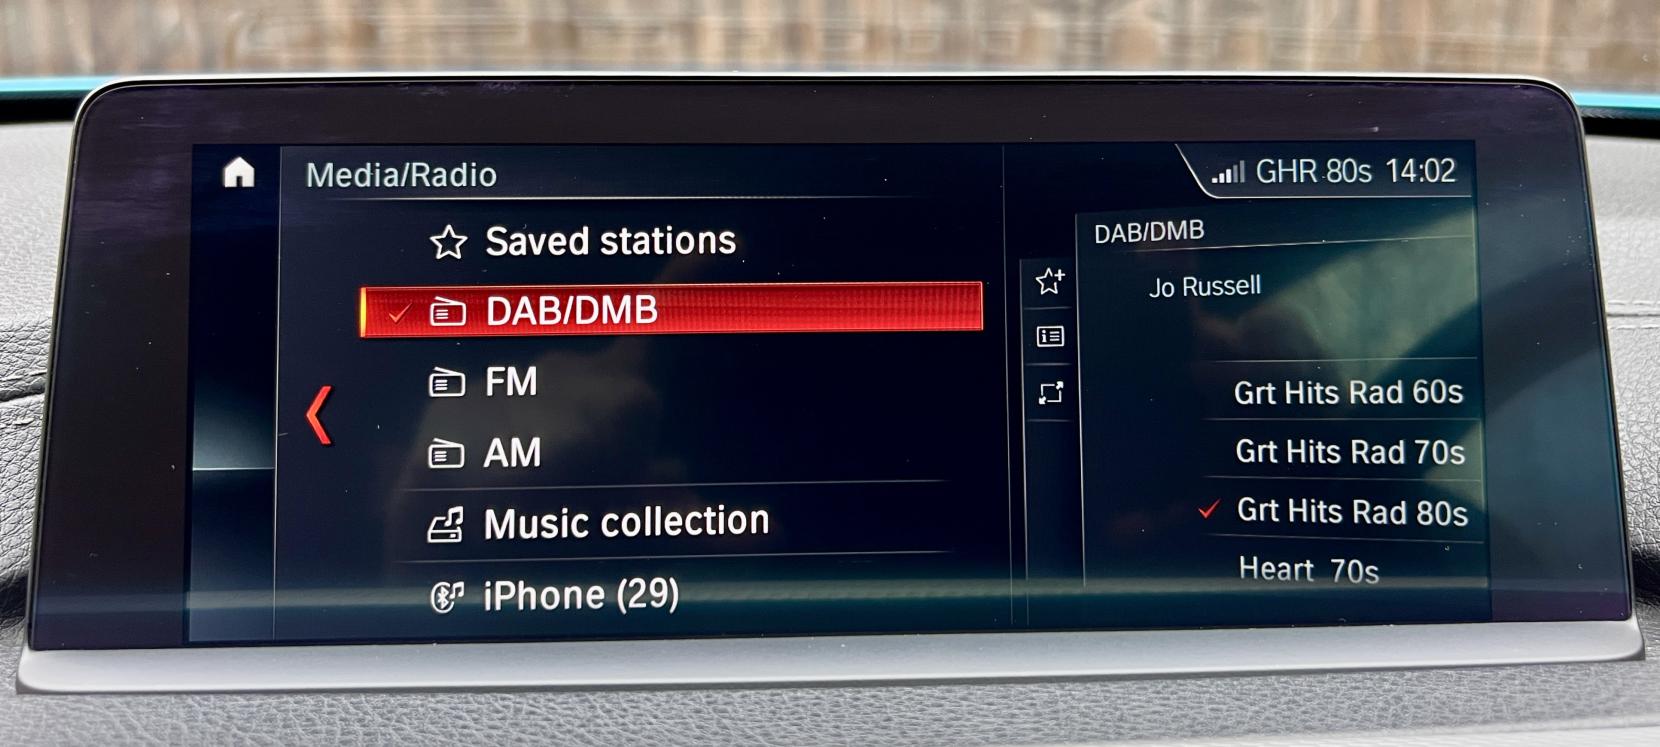 Media/Radio
GHR 80s 14:02
Saved stations
DAB/DMB
FM
AM
Music collection
iPhone (29)
DAB/DMB
Jo Russell
Grt Hits Rad 60s
Grt Hits Rad 70s
Grt Hits Rad 80s
Heart 70s